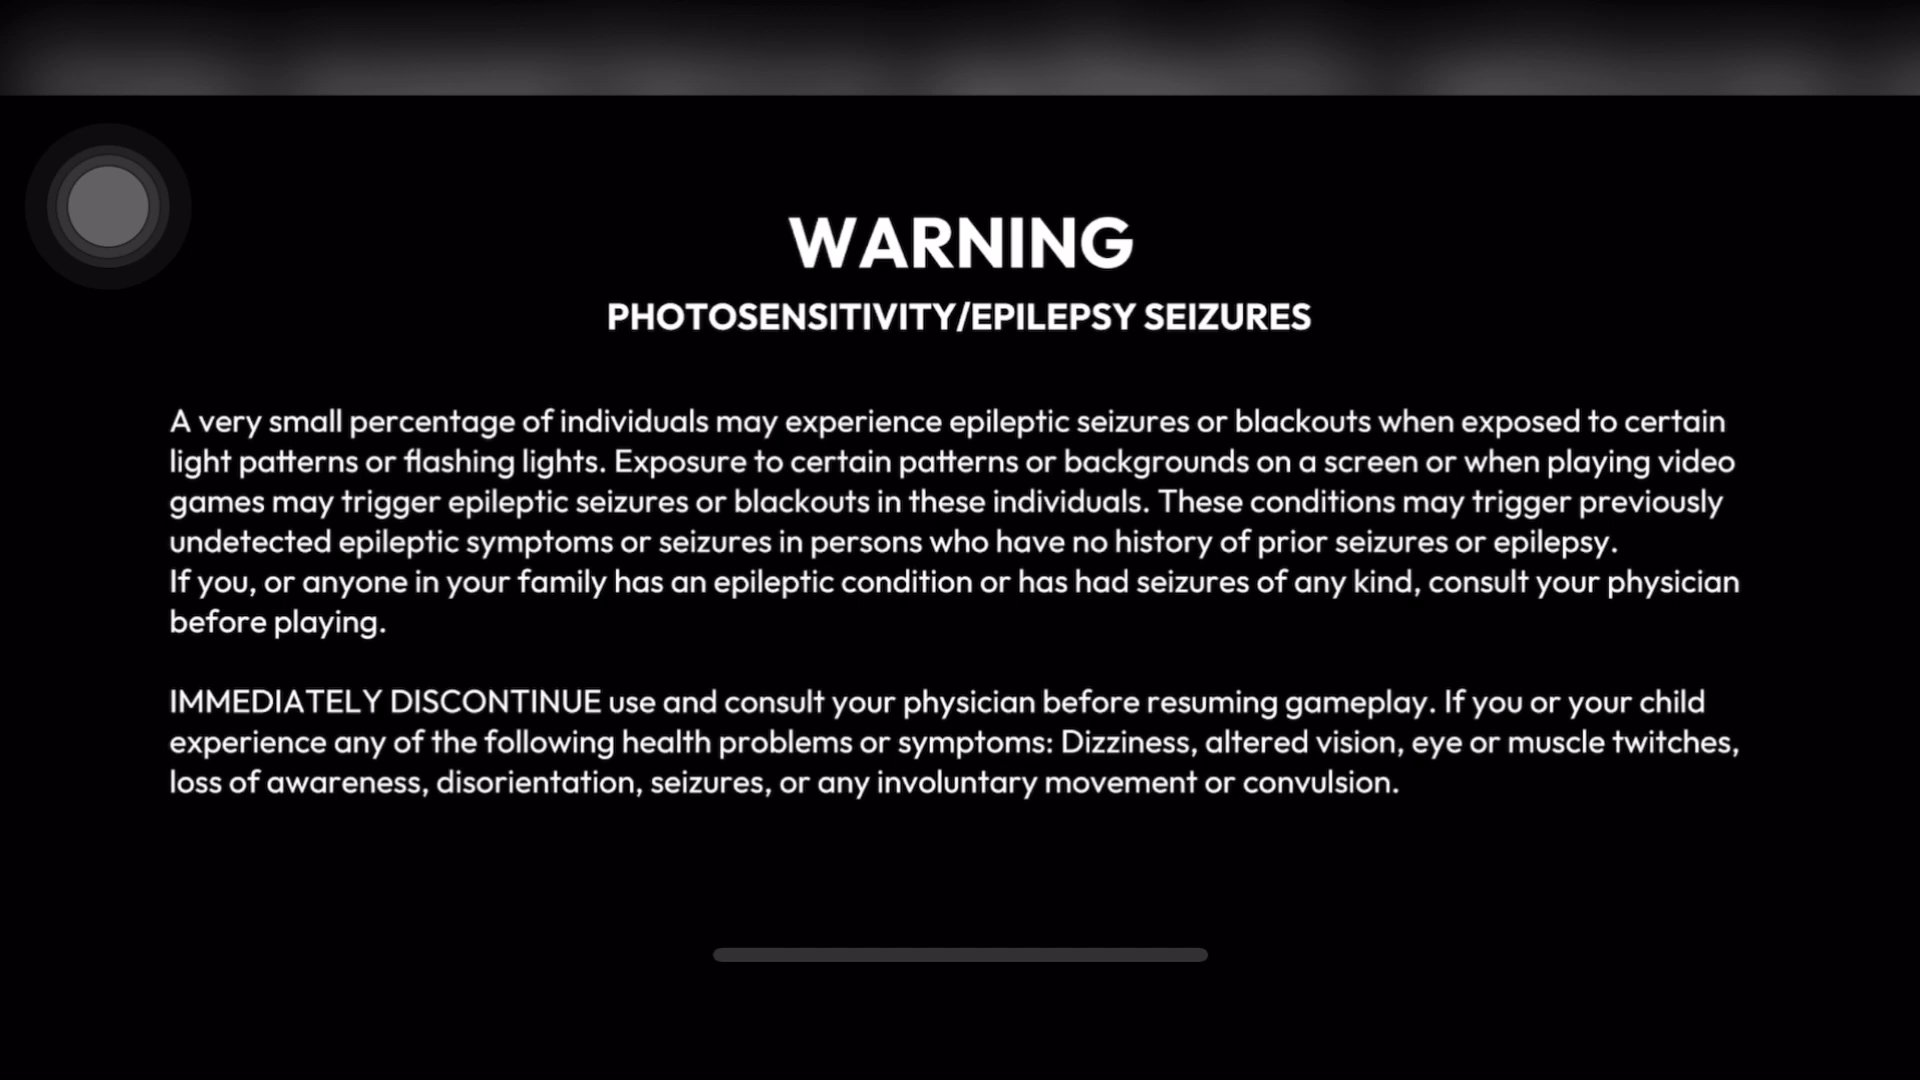 WARNING
PHOTOSENSITIVITY/EPILEPSY SEIZURES
A very small percentage of individuals may experience epileptic seizures or blackouts when exposed to certain
light patterns or flashing lights. Exposure to certain patterns or backgrounds on a screen or when playing video
games may trigger epileptic seizures or blackouts in these individuals. These conditions may trigger previously
undetected epileptic symptoms or seizures in persons who have no history of prior seizures or epilepsy.
If you, or anyone in your family has an epileptic condition or has had seizures of any kind, consult your physician
before playing.
IMMEDIATELY DISCONTINUE use and consult your physician before resuming gameplay. If you or your child
experience any of the following health problems or symptoms: Dizziness, altered vision, eye or muscle twitches,
loss of awareness, disorientation, seizures, or any involuntary movement or convulsion.